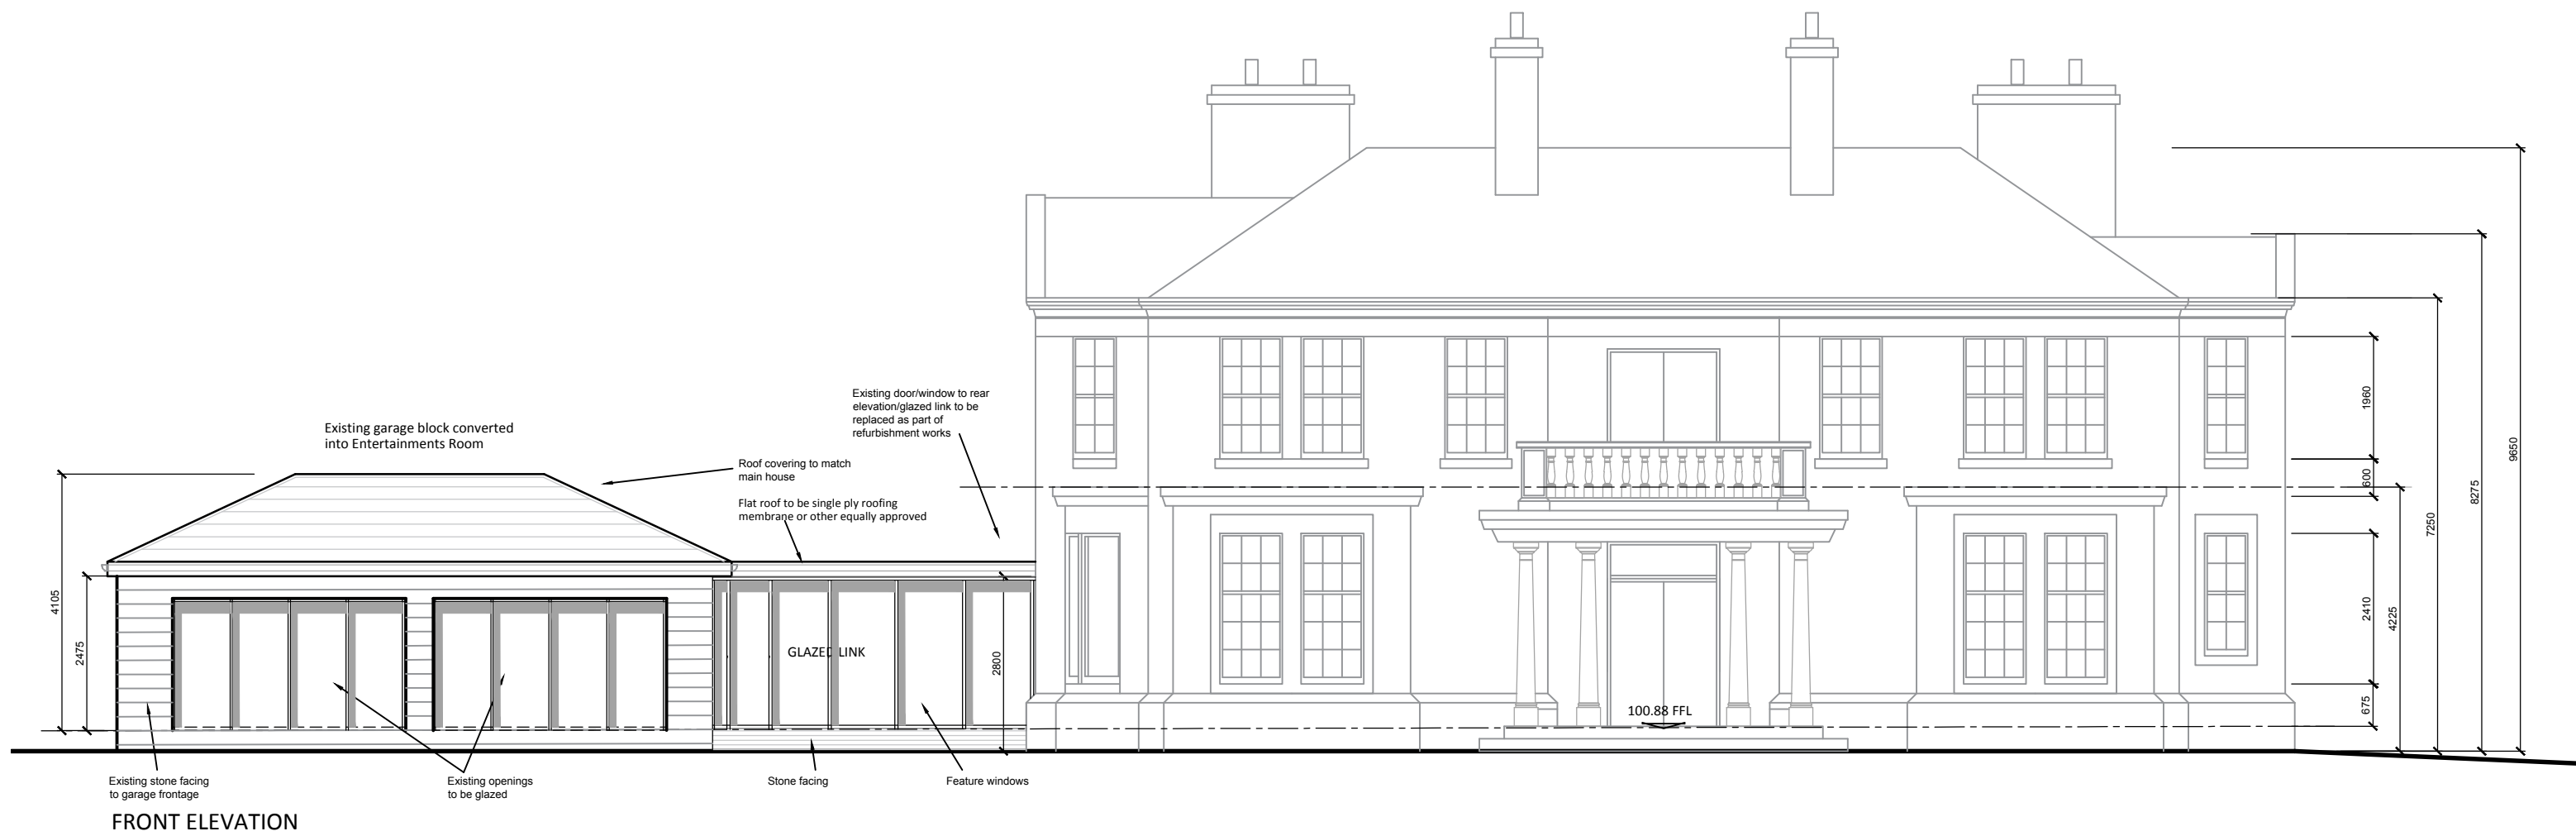 Existing door/window to rear
elevation/glazed link to be
replaced as part of
refurbishment works
Existing garage block converted
into Entertainments Room
Roof covering to match
main house
Flat roof to be single ply roofing
membrane or other equally approved
4105
2475
GLAZED LINK
2800
100.88 FFL
1960
600
2410
675
4225
7250
8275
9650
Existing stone facing
to garage frontage
Existing openings
to be glazed
Stone facing
Feature windows
FRONT ELEVATION